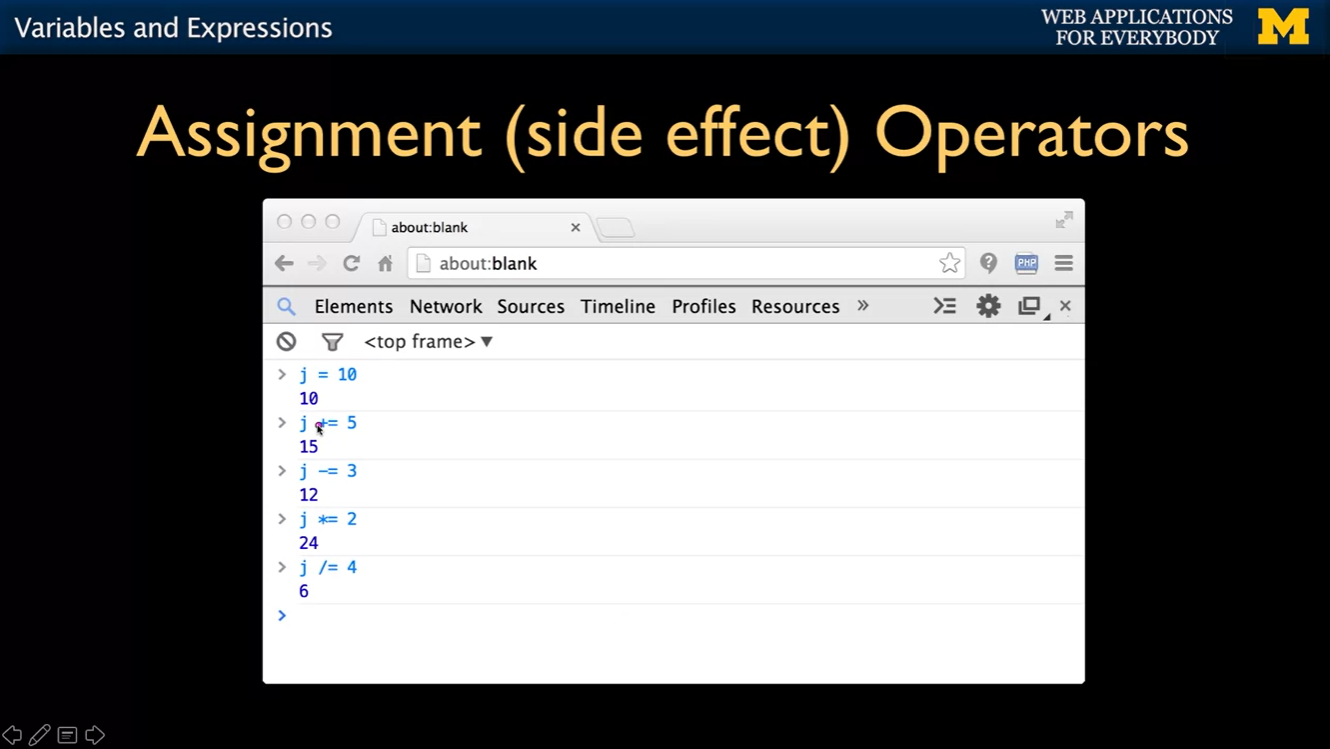 Variables and Expressions
WEB APPLICATIONS
FOR EVERYBODY
M
Assignment (side effect) Operators
about:blank
about:blank
PHP
Elements Network Sources Timeline Profiles Resources »
<top frame> ▼
> j = 10
10
> j += 5
15
> j -= 3
12
> j *= 2
24
> j /= 4
6
>